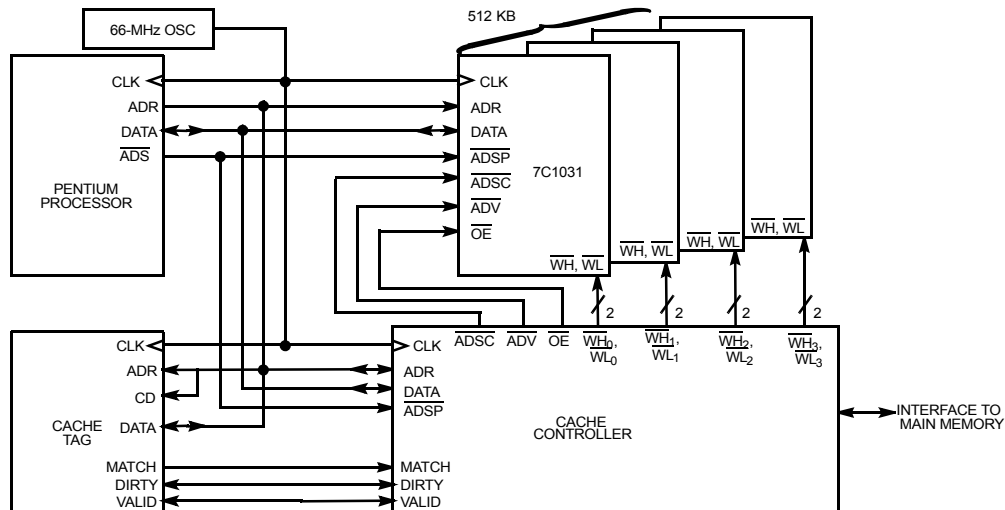 512 KB
66-MHz OSC
CLK
ADR
DATA
ADS
PENTIUM
PROCESSOR
CLK
ADR
DATA
ADSP
ADSC
ADV
OE
7C1031
WH, WL
WH, WL
WH, WL
WH, WL
2
2
2
2
CLK
ADR
CD
DATA
CACHE
TAG
MATCH
DIRTY
VALID
ADSC
ADV
OE
WH0,
WL0
WH1,
WL1
WH2,
WL2
WH3,
WL3
CLK
ADR
DATA
ADSP
CACHE
CONTROLLER
MATCH
DIRTY
VALID
INTERFACE TO
MAIN MEMORY